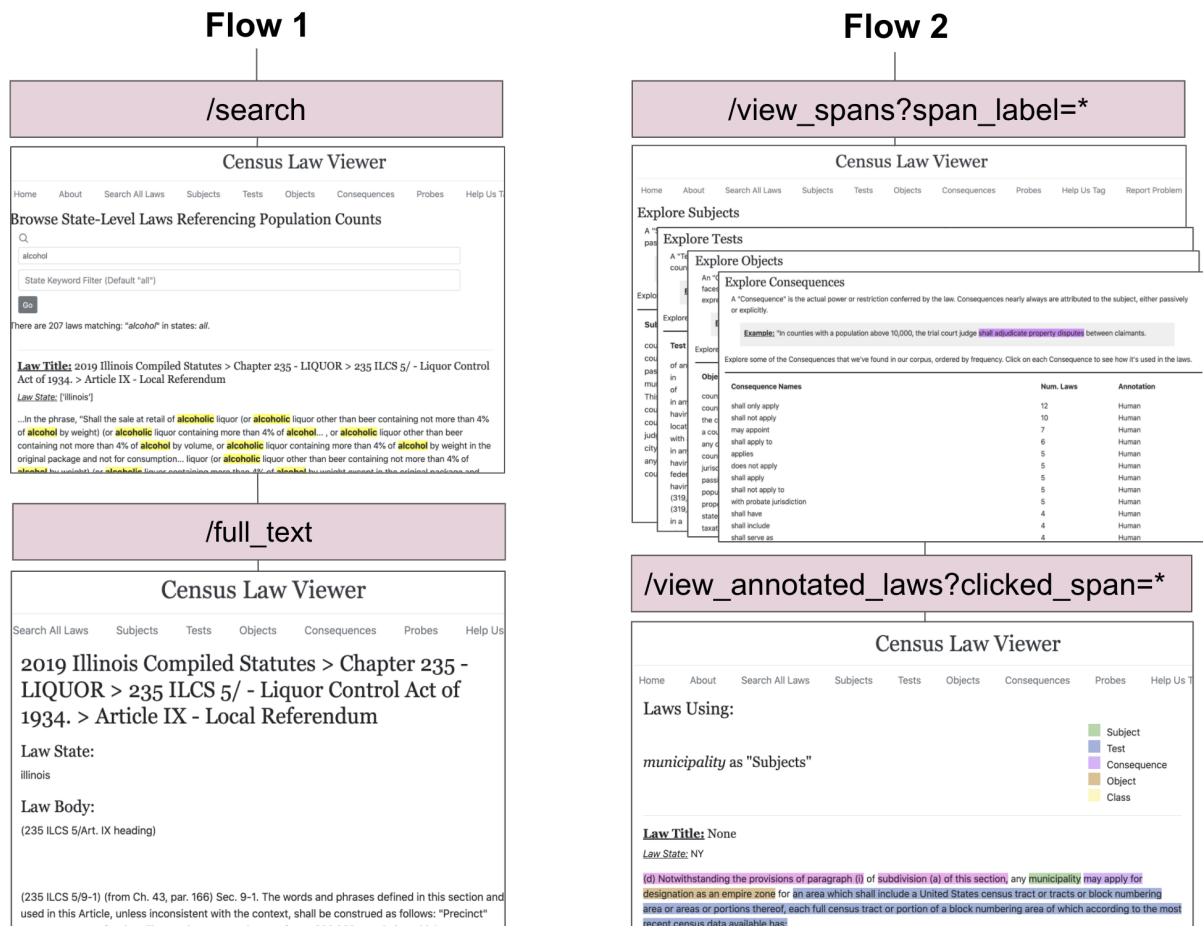 Flow 1
/search
Census Law Viewer
Home About Search All Laws Subjects Tests Objects Consequences Probes Help Us
Browse State-Level Laws Referencing Population Counts
alcohol
State Keyword Filter (Default "all")
Go
There are 207 laws matching: "alcohol" in states: all.
Law Title: 2019 Illinois Compiled Statutes > Chapter 235 - LIQUOR > 235 ILCS 5/ - Liquor Control
Act of 1934. > Article IX - Local Referendum
Law State: ['illinois']
...In the phrase, "Shall the sale at retail of alcoholic liquor (or alcoholic liquor other than beer containing not more than 4%
of alcohol by weight) (or alcoholic liquor containing more than 4% of alcohol... , or alcoholic liquor other than beer
containing not more than 4% of alcohol by volume, or alcoholic liquor containing more than 4% of alcohol by weight in the
original package and not for consumption... liquor (or alcoholic liquor other than beer containing not more than 4% of
alcohol by weight) (or alcoholic liquor containing more than 4% of alcohol by weight except in the original package and
/full_text
Census Law Viewer
Search All Laws Subjects Tests Objects Consequences Probes Help Us
2019 Illinois Compiled Statutes > Chapter 235 -
LIQUOR > 235 ILCS 5/ - Liquor Control Act of
1934. > Article IX - Local Referendum
Law State:
illinois
Law Body:
(235 ILCS 5/Art. IX heading)
(235 ILCS 5/9-1) (from Ch. 43, par. 166) Sec. 9-1. The words and phrases defined in this section and
used in this Article, unless inconsistent with the context, shall be construed as follows: "Precinct"
Flow 2
/view_spans?span_label=*
Census Law Viewer
Home About Search All Laws Subjects Tests Objects Consequences Probes Help Us Tag Report Problem
Explore Subjects
Explore Tests
Explore Objects
Explore Consequences
A "Consequence" is the actual power or restriction conferred by the law. Consequences nearly always are attributed to the subject, either passively
or explicitly.
Example: "In counties with a population above 10,000, the trial court judge shall adjudicate property disputes between claimants.
Explore some of the Consequences that we've found in our corpus, ordered by frequency. Click on each Consequence to see how it's used in the laws.
Consequence Names Num. Laws Annotation
shall only apply 12 Human
shall not apply 10 Human
may appoint 7 Human
shall apply to 6 Human
applies 5 Human
does not apply 5 Human
shall apply 5 Human
shall not apply to 5 Human
with probate jurisdiction 5 Human
shall have 4 Human
shall include 4 Human
shall serve as 4 Human
/view_annotated_laws?clicked_span=*
Census Law Viewer
Home About Search All Laws Subjects Tests Objects Consequences Probes Help Us
Laws Using:
municipality as "Subjects"
Subject
Test
Consequence
Object
Class
Law Title: None
Law State: NY
(d) Notwithstanding the provisions of paragraph (i) of subdivision (a) of this section, any municipality may apply for
designation as an empire zone for an area which shall include a United States census tract or tracts or block numbering
area or areas or portions thereof, each full census tract or portion of a block numbering area of which according to the most
recent census data available has: